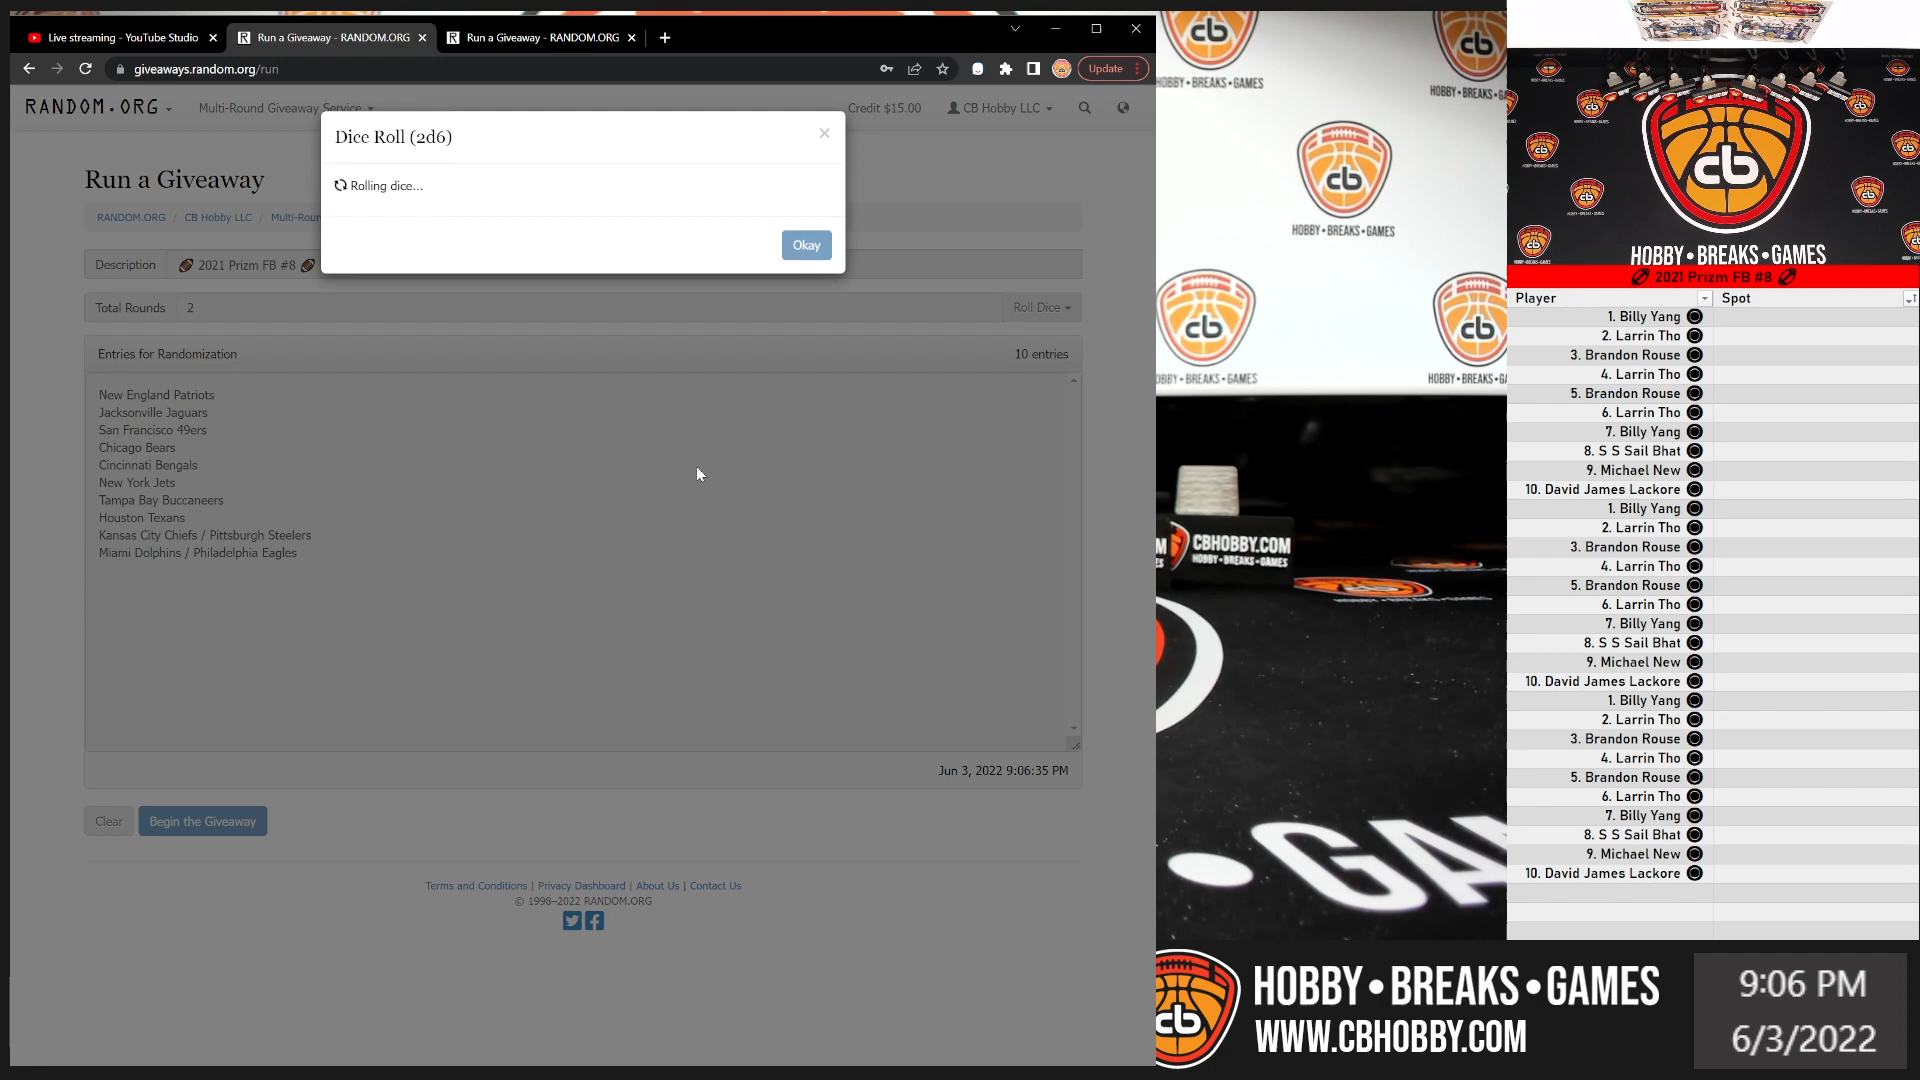 Live streaming - YouTube Studio
Run a Giveaway - RANDOM.ORG
Run a Giveaway - RANDOM.ORG
giveaways.random.org/run
Update
RANDOM.ORG
Multi-Round Giveaway Service
Credit $15.00
CB Hobby LLC
Dice Roll (2d6)
Rolling dice...
Okay
Run a Giveaway
RANDOM.ORG / CB Hobby LLC / Multi-Roun
Description 2021 Prizm FB #8
Total Rounds 2 Roll Dice
Entries for Randomization 10 entries
New England Patriots
Jacksonville Jaguars
San Francisco 49ers
Chicago Bears
Cincinnati Bengals
New York Jets
Tampa Bay Buccaneers
Houston Texans
Kansas City Chiefs / Pittsburgh Steelers
Miami Dolphins / Philadelphia Eagles
Jun 3, 2022 9:06:35 PM
Clear Begin the Giveaway
Terms and Conditions | Privacy Dashboard | About Us | Contact Us
© 1998–2022 RANDOM.ORG
cb
HOBBY•BREAKS•GAMES
CBHOBBY.COM
HOBBY•BREAKS•GAMES
•GAM
cb
HOBBY•BREAKS•GAMES
2021 Prizm FB #8
Player Spot
1. Billy Yang
2. Larrin Tho
3. Brandon Rouse
4. Larrin Tho
5. Brandon Rouse
6. Larrin Tho
7. Billy Yang
8. S S Sail Bhat
9. Michael New
10. David James Lackore
1. Billy Yang
2. Larrin Tho
3. Brandon Rouse
4. Larrin Tho
5. Brandon Rouse
6. Larrin Tho
7. Billy Yang
8. S S Sail Bhat
9. Michael New
10. David James Lackore
1. Billy Yang
2. Larrin Tho
3. Brandon Rouse
4. Larrin Tho
5. Brandon Rouse
6. Larrin Tho
7. Billy Yang
8. S S Sail Bhat
9. Michael New
10. David James Lackore
cb
HOBBY•BREAKS•GAMES
WWW.CBHOBBY.COM
9:06 PM
6/3/2022